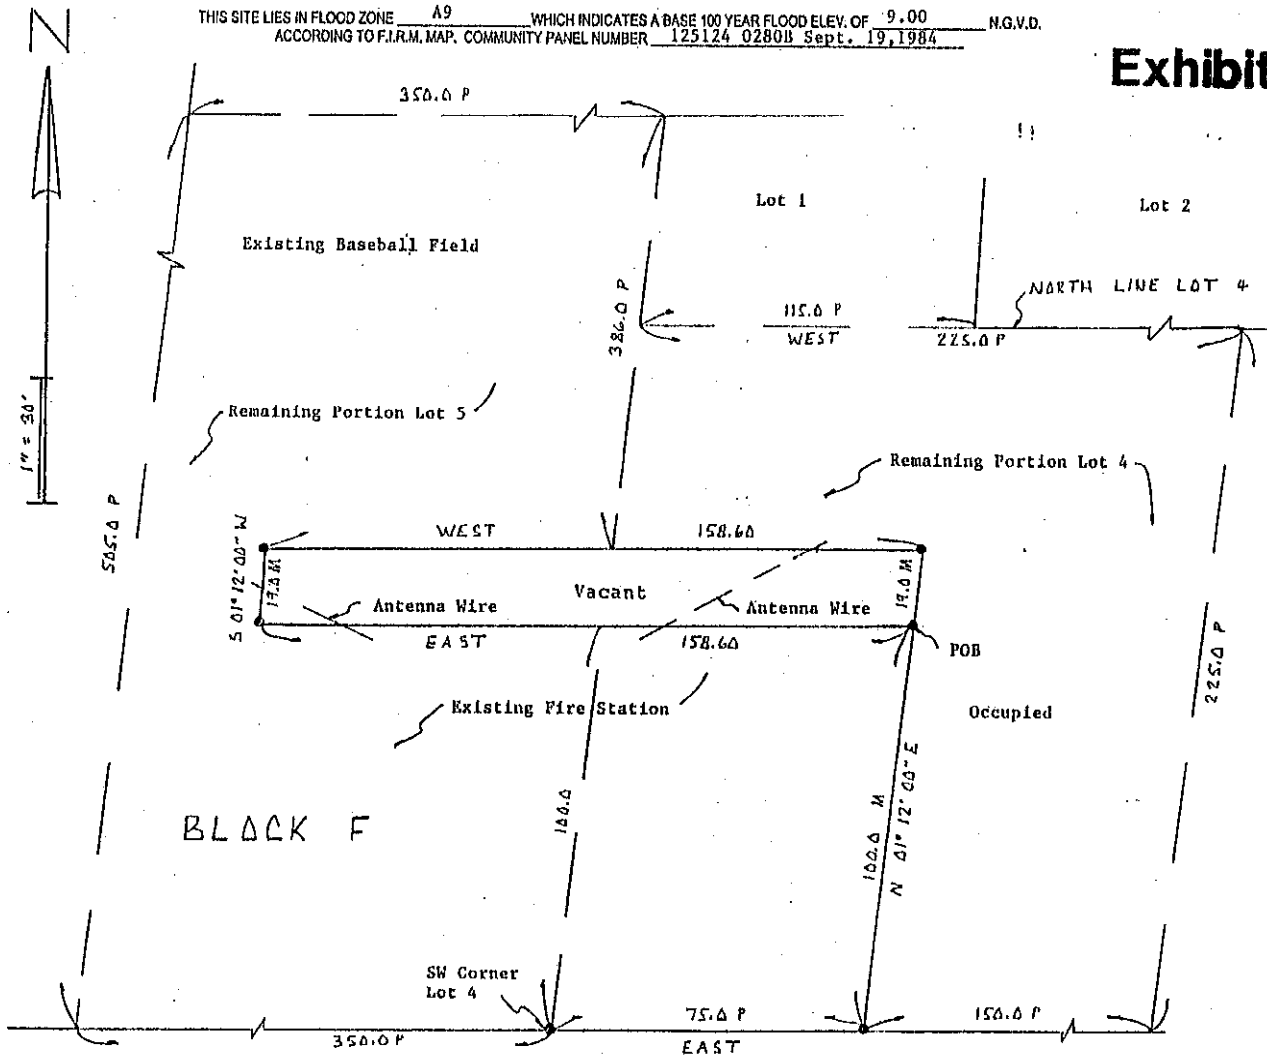 THIS SITE LIES IN FLOOD ZONE A9 WHICH INDICATES A BASE 100 YEAR FLOOD ELEV. OF 9.00 N.G.V.D.
ACCORDING TO F.I.R.M. MAP. COMMUNITY PANEL NUMBER 125124 0280B Sept. 19,1984
N
Exhibit
350.0 P
Lot 1
Lot 2
Existing Baseball Field
NORTH LINE LOT 4
115.0 P
WEST
225.0 P
386.0 P
1" = 30'
Remaining Portion Lot 5
Remaining Portion Lot 4
505.0 P
WEST
158.60
S 01° 12' 00" W
19.0 M
Vacant
19.0 M
Antenna Wire
Antenna Wire
EAST
158.60
POB
225.0 P
Existing Fire Station
Occupied
BLOCK F
100.0
100.0 M
N 01° 12' 00" E
SW Corner
Lot 4
75.0 P
150.0 P
350.0 P
EAST